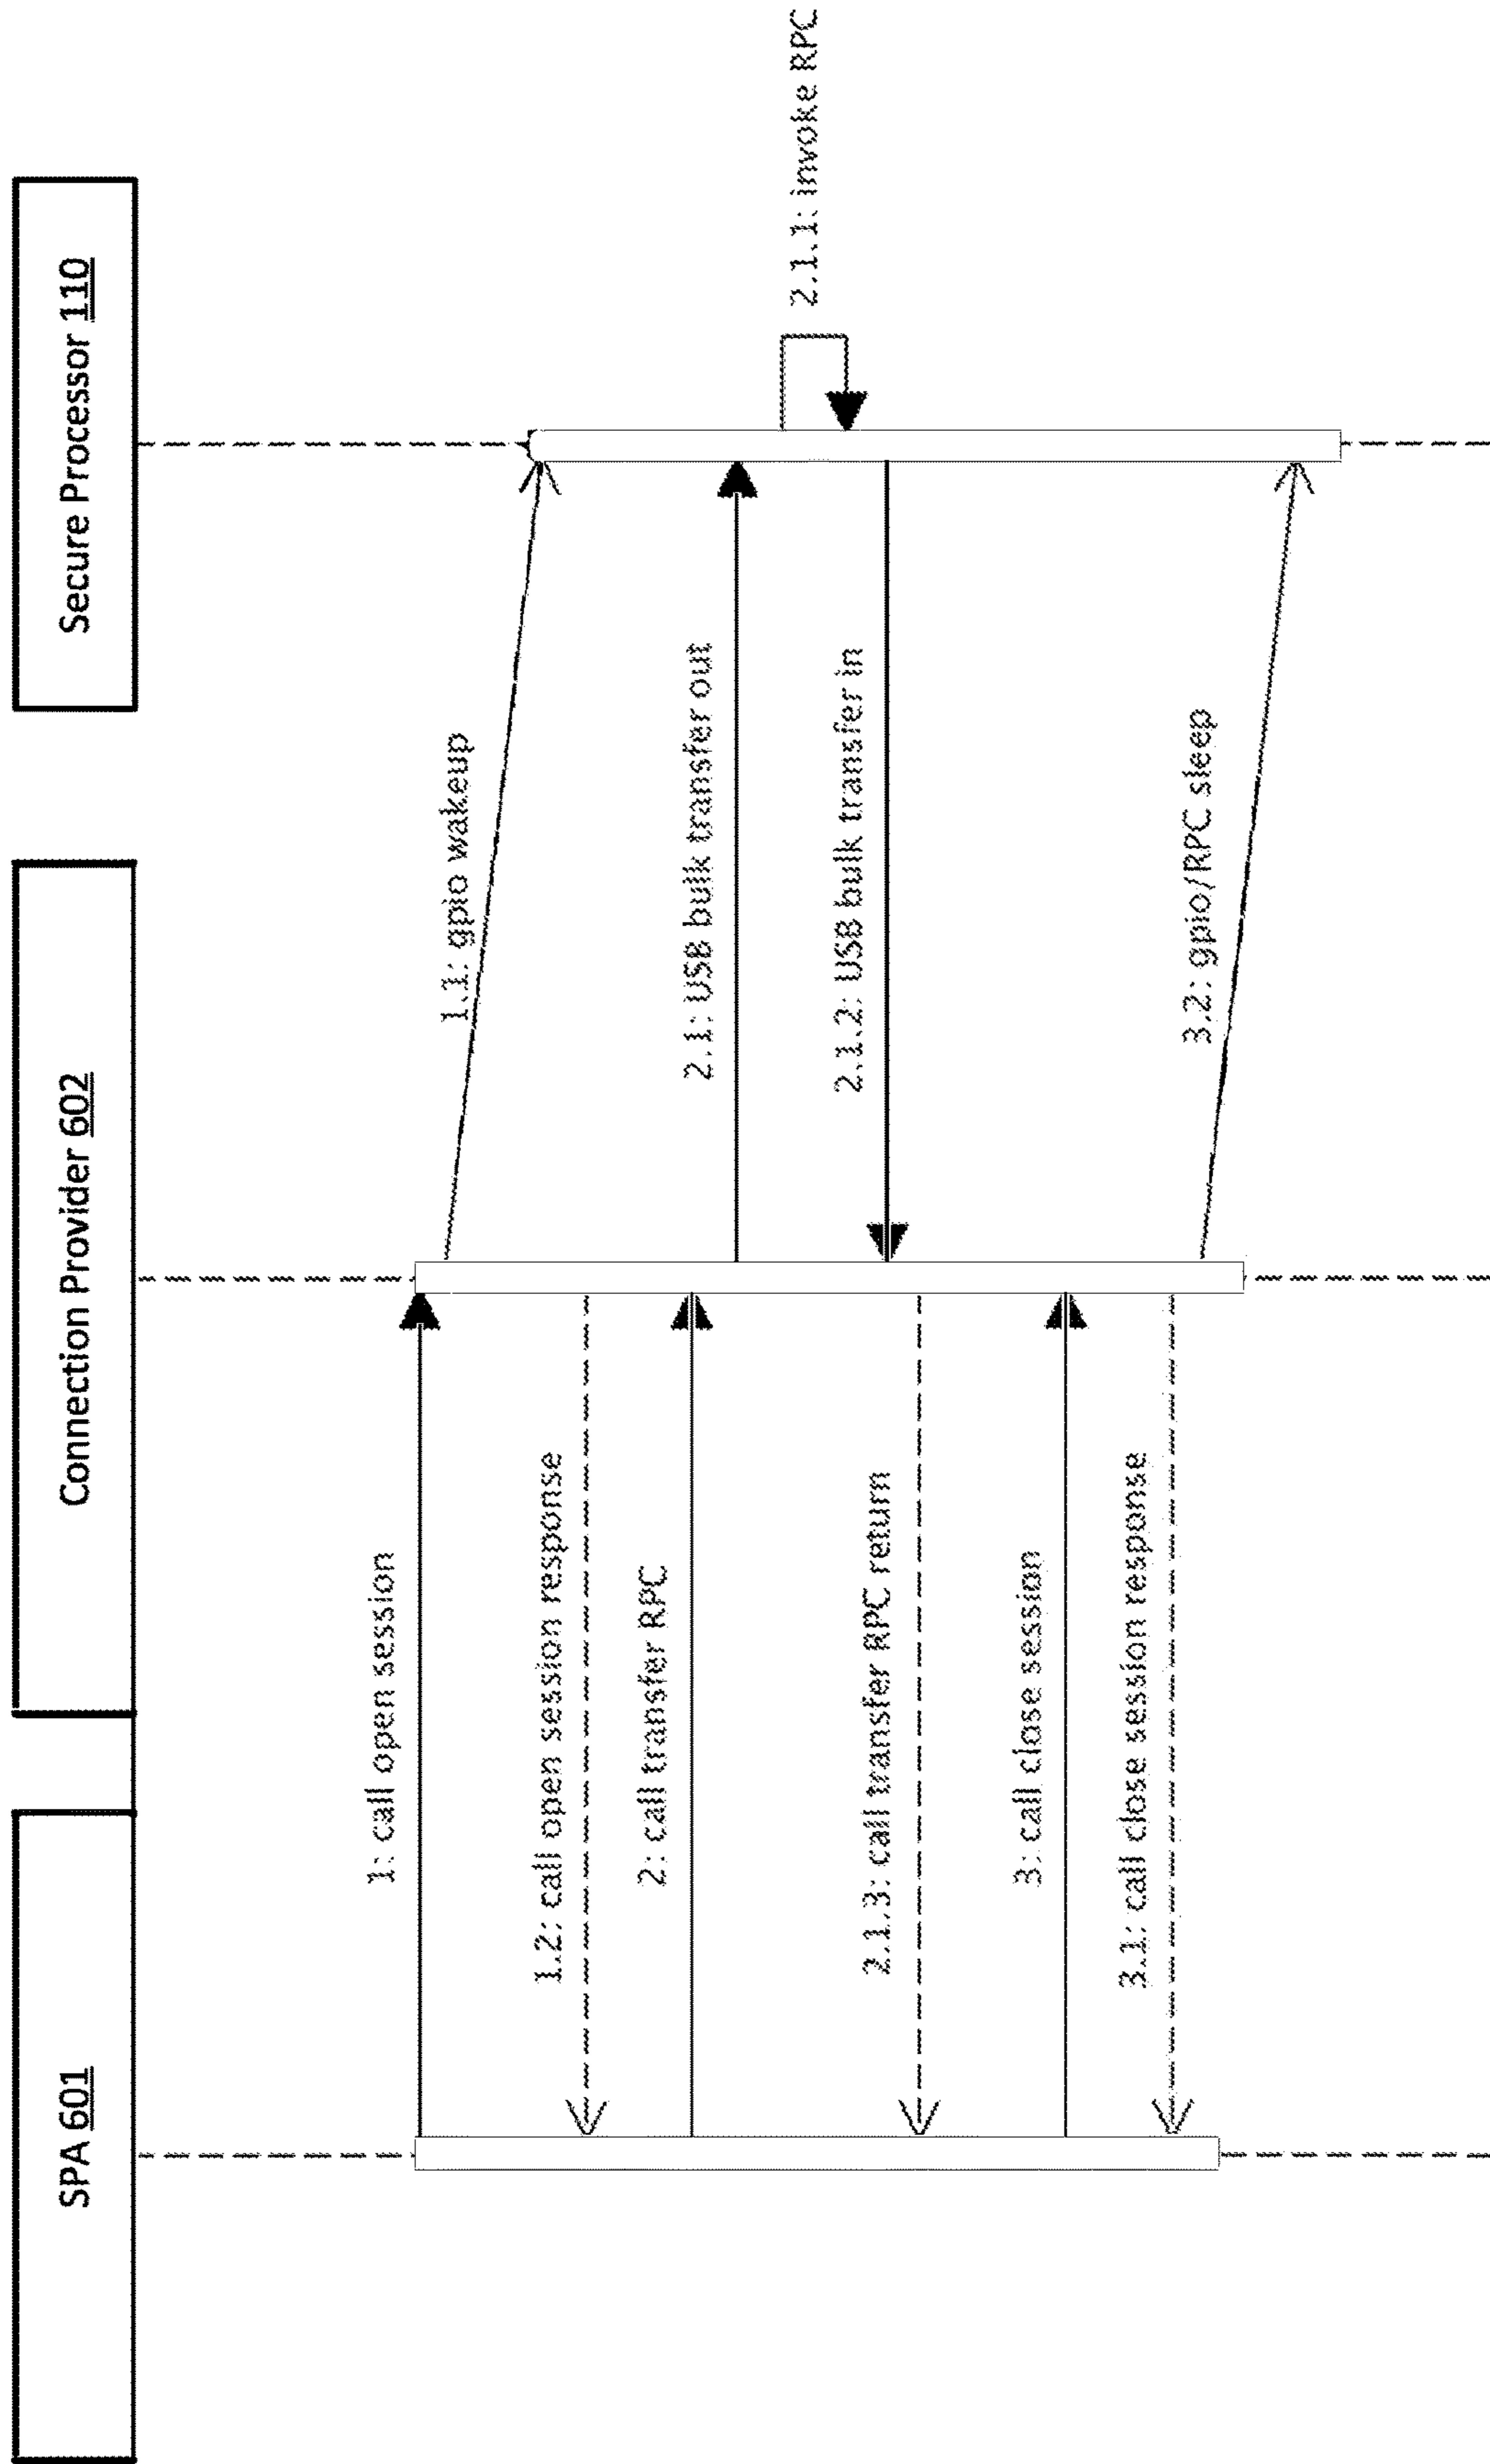 SPA 601
Connection Provider 602
Secure Processor 110
1: call open session
1.1: gpio wakeup
1.2: call open session response
2: call transfer RPC
2.1: USB bulk transfer out
2.1.1: invoke RPC
2.1.2: USB bulk transfer in
2.1.3: call transfer RPC return
3: call close session
3.1: call close session response
3.2: gpio/RPC sleep